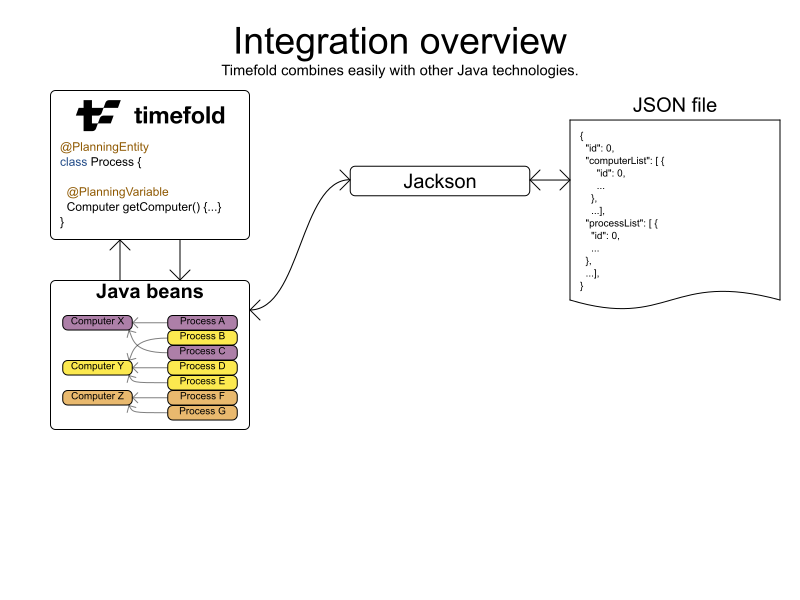 Integration overview
Timefold combines easily with other Java technologies.
timefold
@PlanningEntity
class Process {
@PlanningVariable
Computer getComputer() {...}
}
Java beans
Computer X
Computer Y
Computer Z
Process A
Process B
Process C
Process D
Process E
Process F
Process G
Jackson
JSON file
{
"id": 0,
"computerList": [ {
"id": 0,
...
},
...],
"processList": [ {
"id": 0,
...
},
...],
}